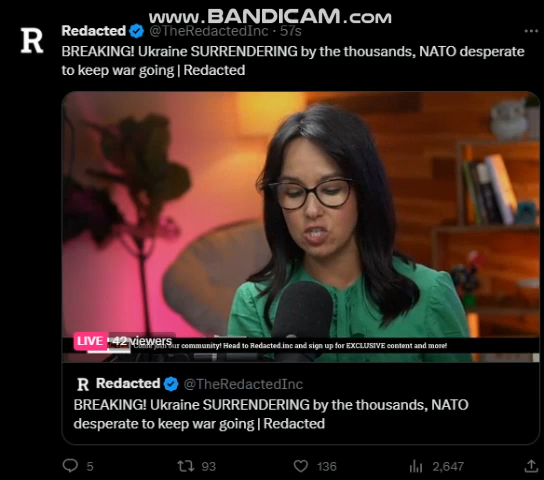 www.BANDICAM.com
R Redacted @TheRedactedInc · 57s
BREAKING! Ukraine SURRENDERING by the thousands, NATO desperate
to keep war going | Redacted
LIVE 42 viewers
our community! Head to Redacted.inc and sign up for EXCLUSIVE content and more!
R Redacted @TheRedactedInc
BREAKING! Ukraine SURRENDERING by the thousands, NATO
desperate to keep war going | Redacted
5 93 136 2,647